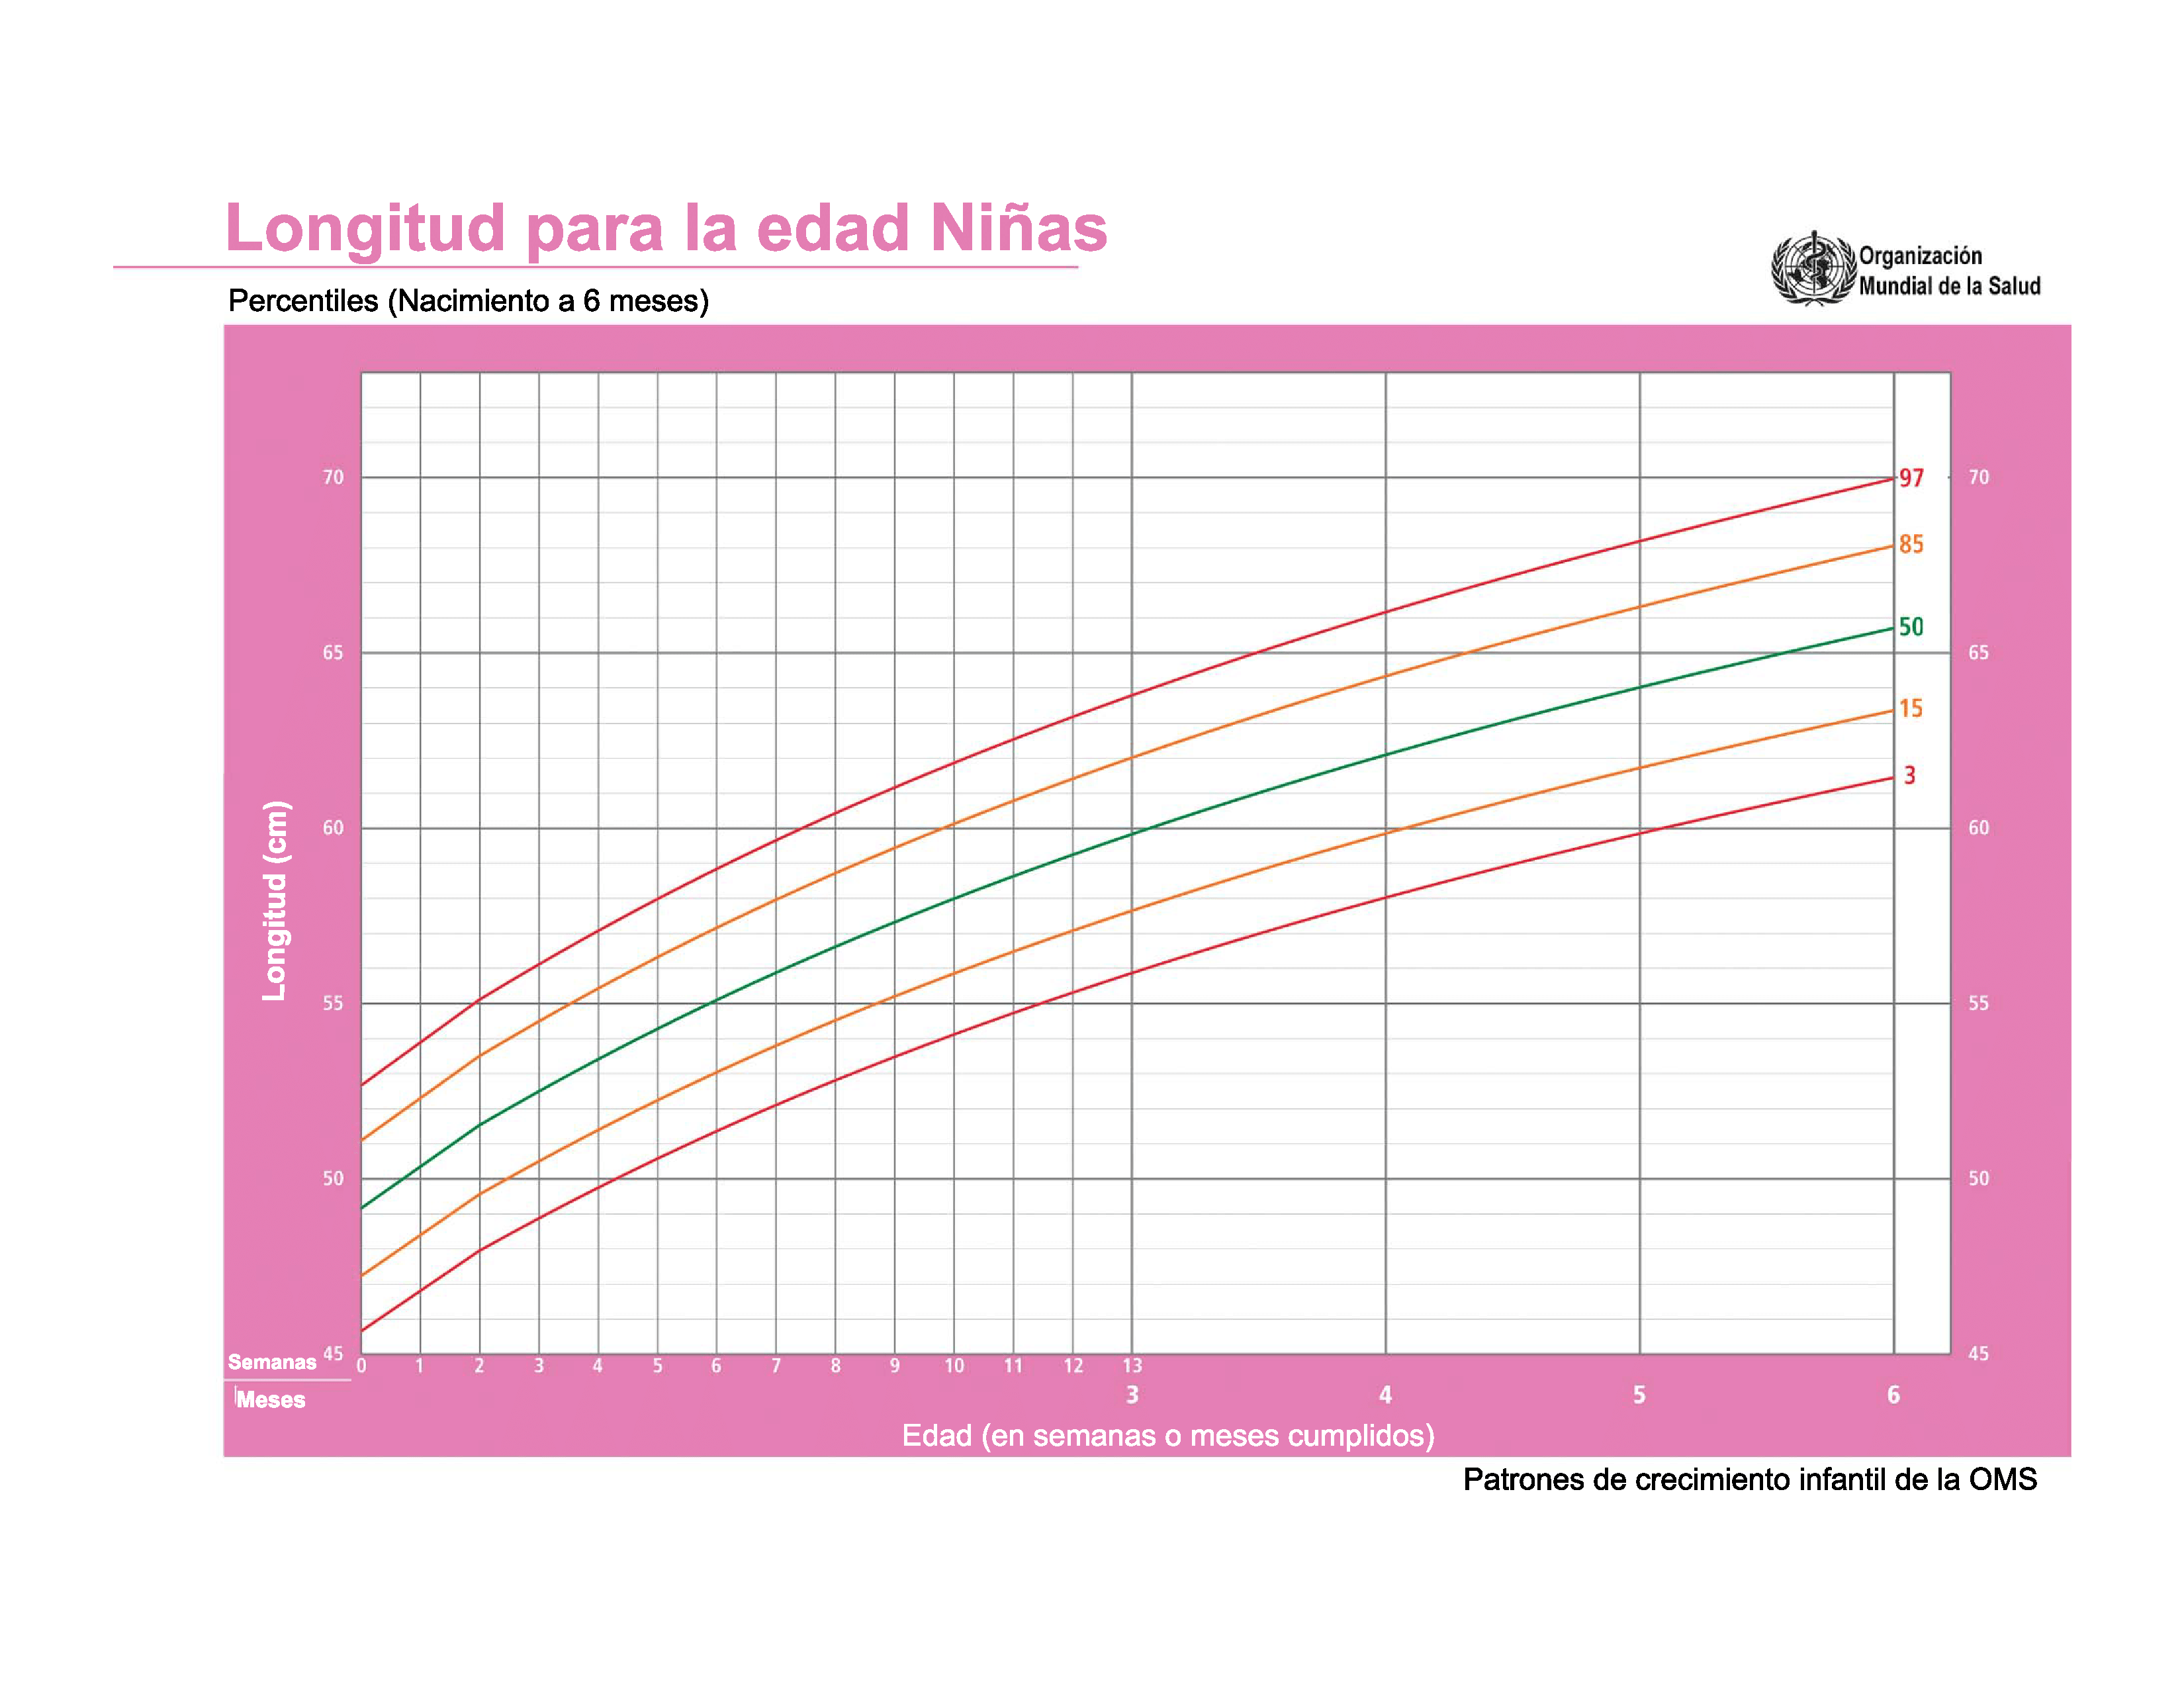 Longitud para la edad Niñas
Organización
Mundial de la Salud
Percentiles (Nacimiento a 6 meses)
Longitud (cm)
70
65
60
55
50
45
97
85
50
15
3
70
65
60
55
50
45
Semanas
0 1 2 3 4 5 6 7 8 9 10 11 12 13
Meses
3 4 5 6
Edad (en semanas o meses cumplidos)
Patrones de crecimiento infantil de la OMS